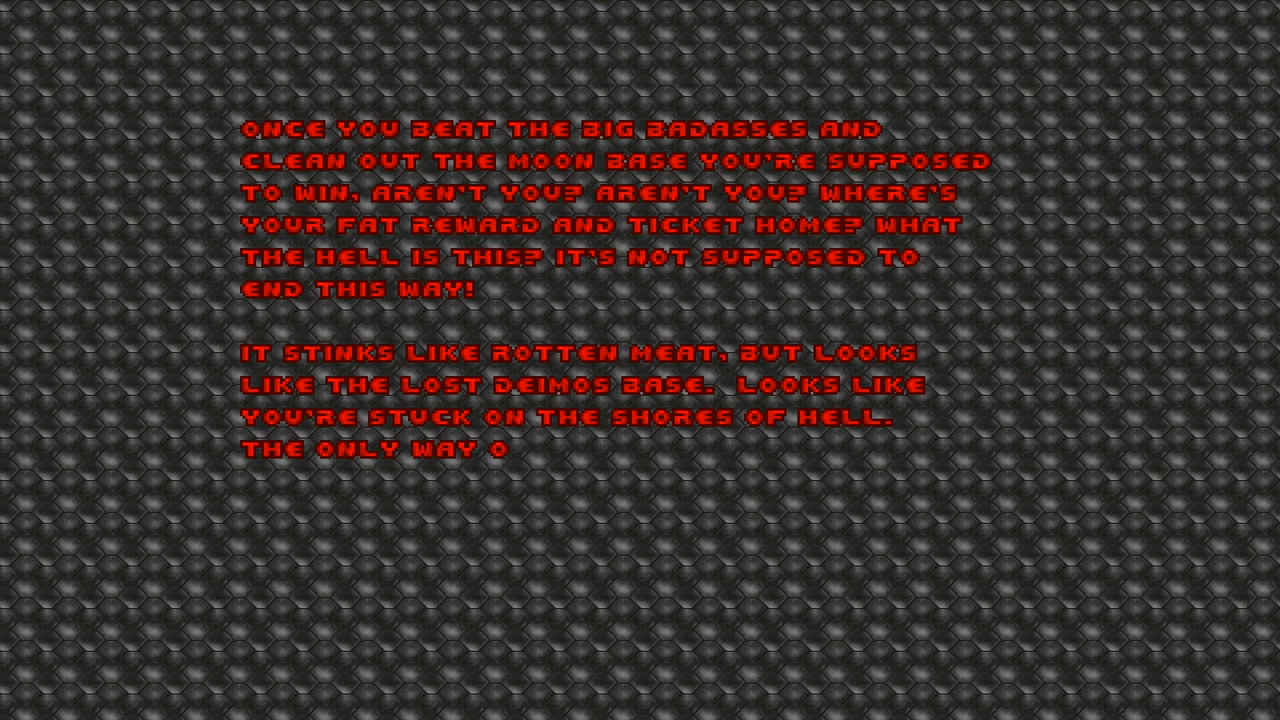 ONCE YOU BEAT THE BIG BADASSES AND
CLEAN OUT THE MOON BASE YOU'RE SUPPOSED
TO WIN, AREN'T YOU? AREN'T YOU? WHERE'S
YOUR FAT REWARD AND TICKET HOME? WHAT
THE HELL IS THIS? IT'S NOT SUPPOSED TO
END THIS WAY!

IT STINKS LIKE ROTTEN MEAT, BUT LOOKS
LIKE THE LOST DEIMOS BASE.  LOOKS LIKE
YOU'RE STUCK ON THE SHORES OF HELL.
THE ONLY WAY O